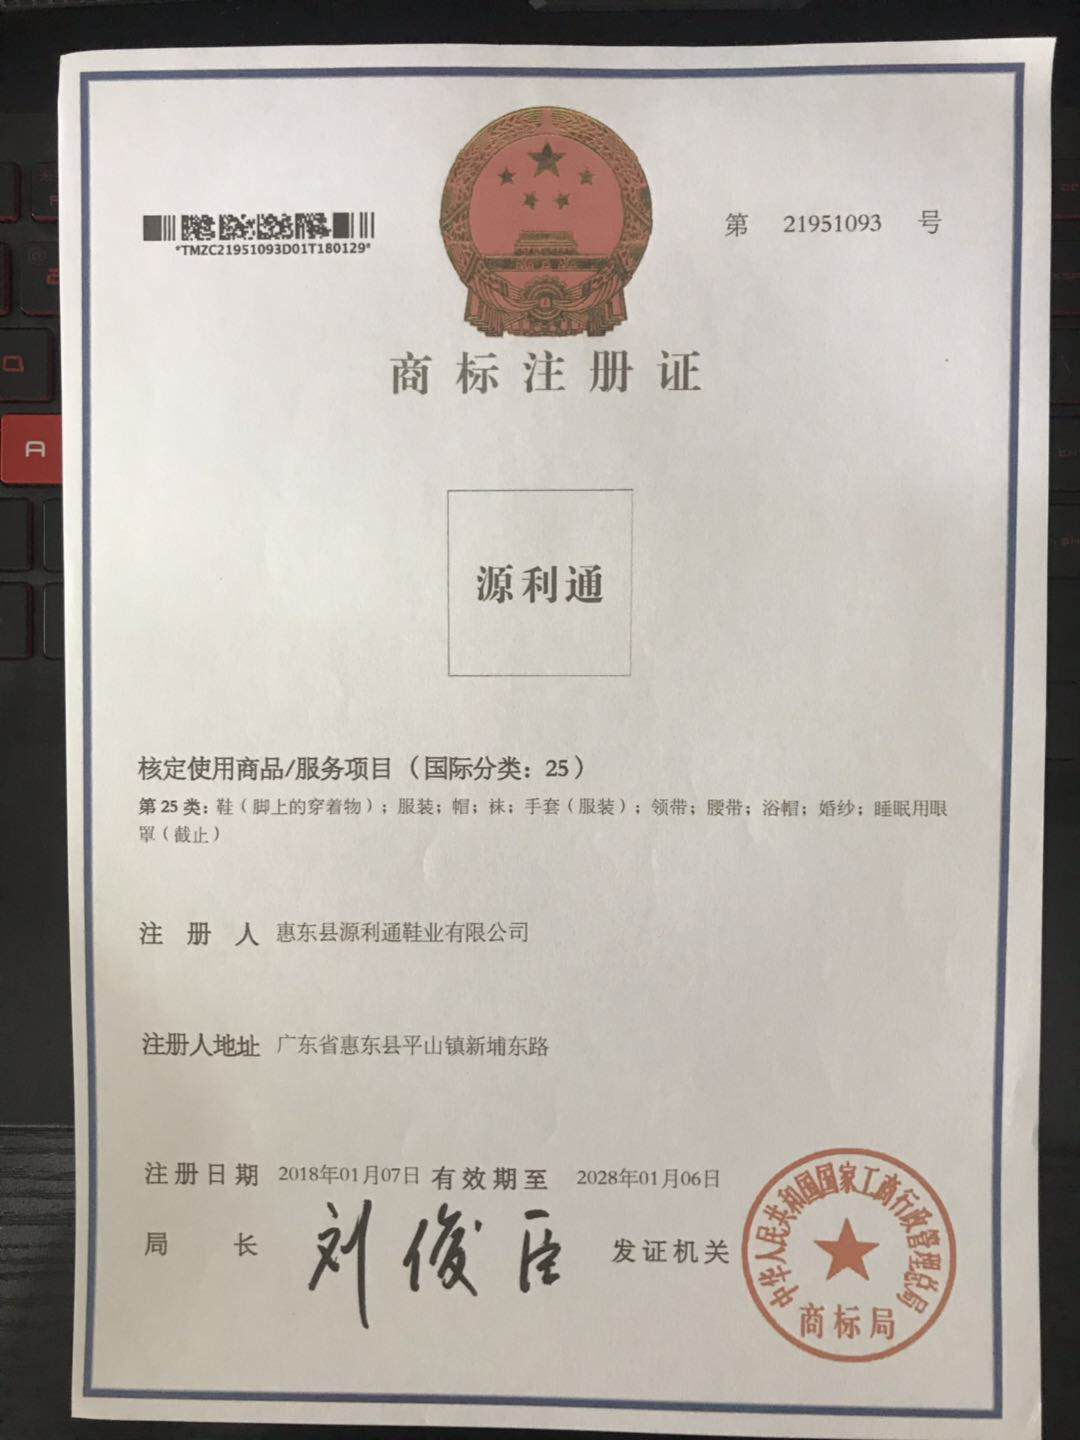 第 21951093 号
*TMZC21951093D01T180129*
商标注册证
源利通
核定使用商品/服务项目（国际分类：25）
第25类：鞋（脚上的穿着物）；服装；帽；袜；手套（服装）；领带；腰带；浴帽；婚纱；睡眠用眼
罩（截止）
注 册 人 惠东县源利通鞋业有限公司
注册人地址 广东省惠东县平山镇新埔东路
注册日期 2018年01月07日 有效期至 2028年01月06日
局 长 刘俊臣 发证机关
中华人民共和国国家工商行政管理总局
商标局
A